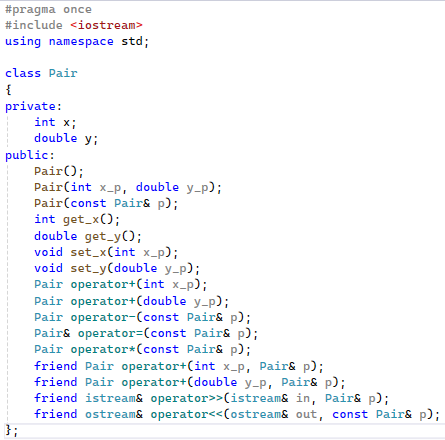 #pragma once
#include <iostream>
using namespace std;

class Pair
{
private:
    int x;
    double y;
public:
    Pair();
    Pair(int x_p, double y_p);
    Pair(const Pair& p);
    int get_x();
    double get_y();
    void set_x(int x_p);
    void set_y(double y_p);
    Pair operator+(int x_p);
    Pair operator+(double y_p);
    Pair operator-(const Pair& p);
    Pair& operator=(const Pair& p);
    Pair operator*(const Pair& p);
    friend Pair operator+(int x_p, Pair& p);
    friend Pair operator+(double y_p, Pair& p);
    friend istream& operator>>(istream& in, Pair& p);
    friend ostream& operator<<(ostream& out, const Pair& p);
};